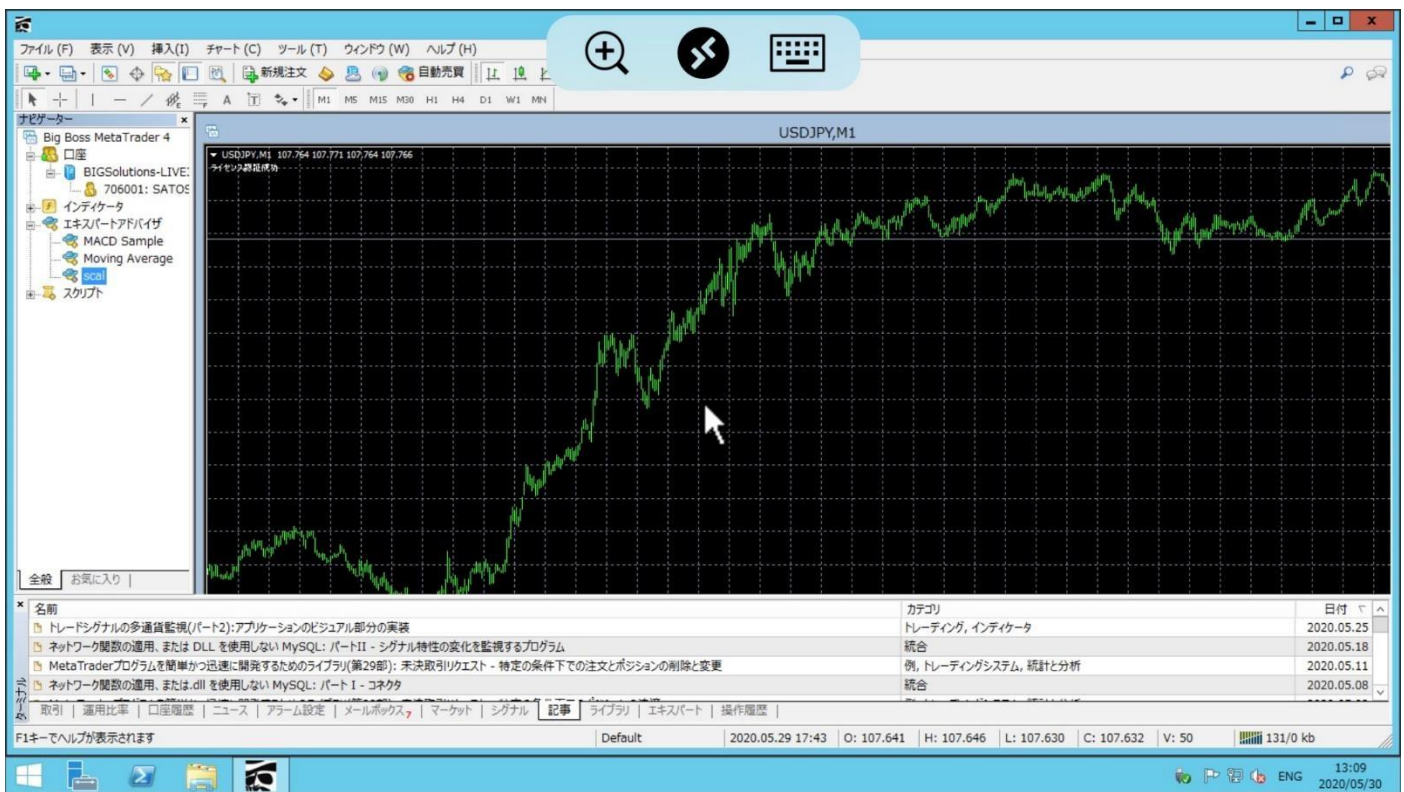 ファイル (F) 表示 (V) 挿入(I) チャート (C) ツール (T) ウィンドウ (W) ヘルプ (H)
新規注文 自動売買
A T M1 M5 M15 M30 H1 H4 D1 W1 MN
ナビゲーター
Big Boss MetaTrader 4
口座
BIGSolutions-LIVE
706001: SATOS
インディケータ
エキスパートアドバイザ
MACD Sample
Moving Average
scal
スクリプト
全般 お気に入り
USDJPY,M1
USDJPY,M1 107.764 107.771 107.764 107.766
ライセンス認証成功
ターミナル
名前 カテゴリ 日付
トレードシグナルの多通貨監視(パート2):アプリケーションのビジュアル部分の実装 トレーディング, インディケータ 2020.05.25
ネットワーク関数の適用、または DLL を使用しない MySQL: パートII - シグナル特性の変化を監視するプログラム 統合 2020.05.18
MetaTraderプログラムを簡単かつ迅速に開発するためのライブラリ(第29部): 未決取引リクエスト - 特定の条件下での注文とポジションの削除と変更 例, トレーディングシステム, 統計と分析 2020.05.11
ネットワーク関数の適用、または.dll を使用しない MySQL: パート I - コネクタ 統合 2020.05.08
取引 | 運用比率 | 口座履歴 | ニュース | アラーム設定 | メールボックス 7 | マーケット | シグナル | 記事 | ライブラリ | エキスパート | 操作履歴 |
F1キーでヘルプが表示されます Default 2020.05.29 17:43 O: 107.641 H: 107.646 L: 107.630 C: 107.632 V: 50 131/0 kb
ENG 13:09
2020/05/30